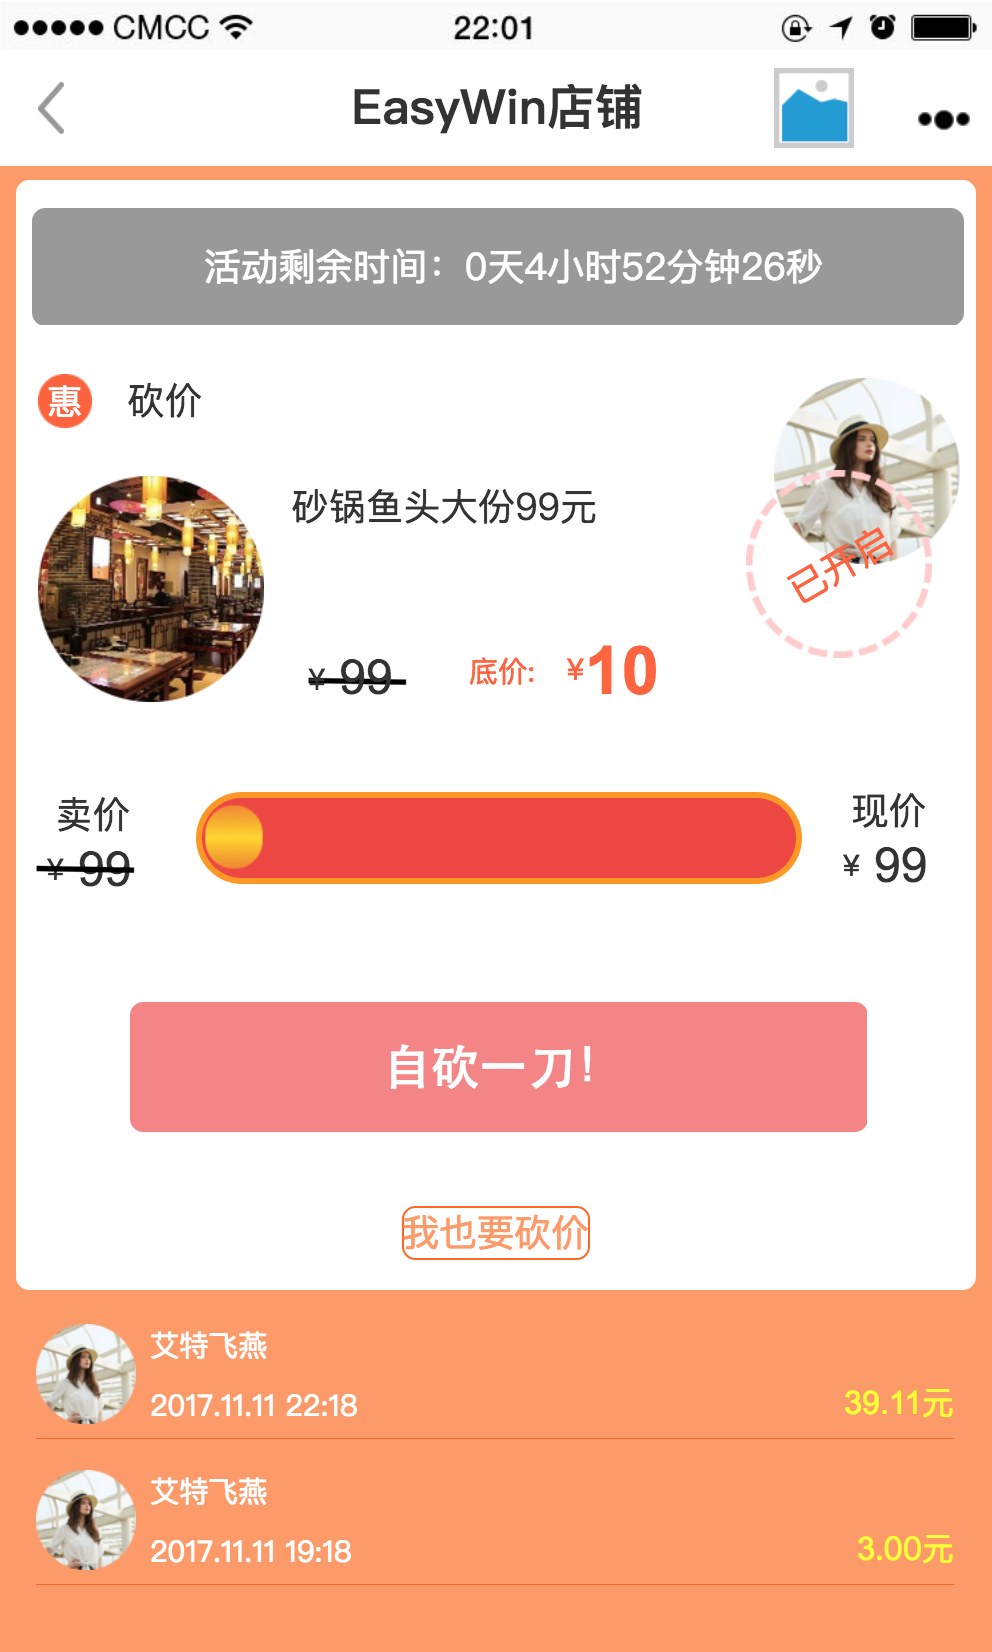 CMCC 22:01
EasyWin店铺
活动剩余时间：0天4小时52分钟26秒
惠 砍价
砂锅鱼头大份99元
已开启
¥ 99 底价: ¥10
卖价 现价
¥ 99 ¥ 99
自砍一刀!
我也要砍价
艾特飞燕
2017.11.11 22:18 39.11元
艾特飞燕
2017.11.11 19:18 3.00元